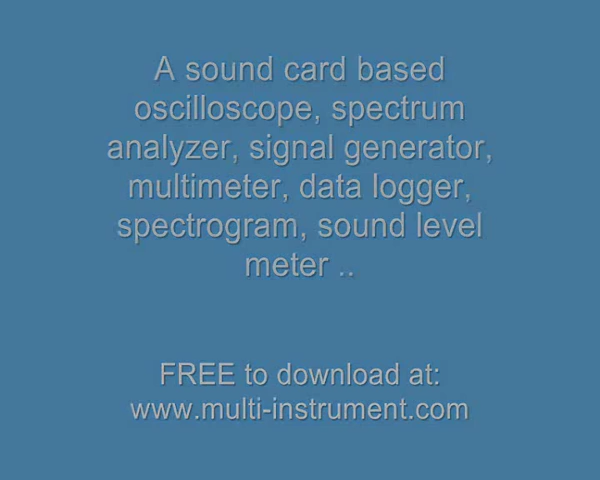 A sound card based
oscilloscope, spectrum
analyzer, signal generator,
multimeter, data logger,
spectrogram, sound level
meter ..
FREE to download at:
www.multi-instrument.com